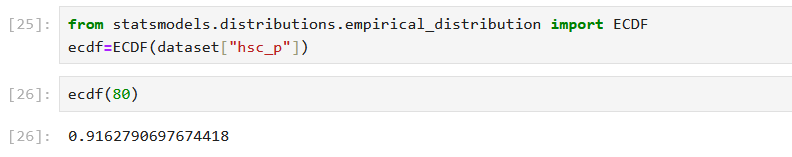 [25]: from statsmodels.distributions.empirical_distribution import ECDF
ecdf=ECDF(dataset["hsc_p"])
[26]: ecdf(80)
[26]: 0.9162790697674418